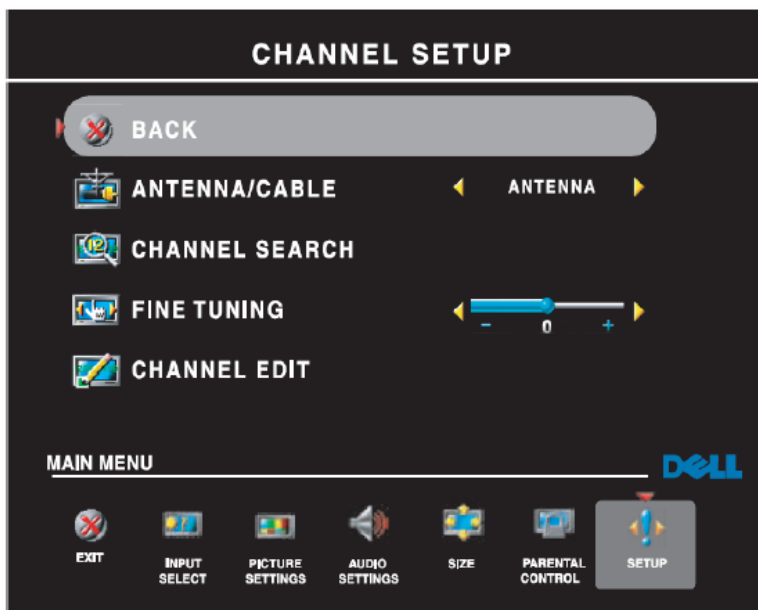 CHANNEL SETUP
BACK
ANTENNA/CABLE ANTENNA
CHANNEL SEARCH
FINE TUNING
- 0 +
CHANNEL EDIT
MAIN MENU
DELL
EXIT
INPUT SELECT
PICTURE SETTINGS
AUDIO SETTINGS
SIZE
PARENTAL CONTROL
SETUP